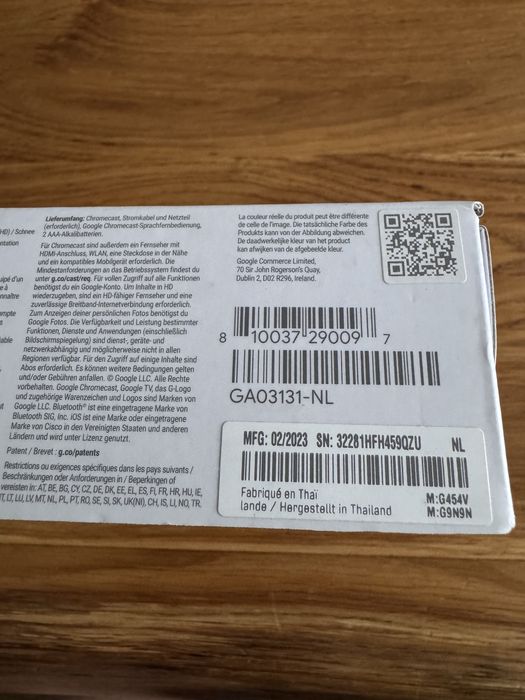 Lieferumfang: Chromecast, Stromkabel und Netzteil
(erforderlich), Google Chromecast-Sprachfernbedienung,
2 AAA-Alkalibatterien.
Für Chromecast sind außerdem ein Fernseher mit
HDMI-Anschluss, WLAN, eine Steckdose in der Nähe
und ein kompatibles Mobilgerät erforderlich. Die
Mindestanforderungen an das Betriebssystem findest du
unter g.co/cast/req. Für vollen Zugriff auf alle Funktionen
benötigst du ein Google-Konto. Um Inhalte in HD
wiederzugeben, sind ein HD-fähiger Fernseher und eine
zuverlässige Breitband-Internetverbindung erforderlich.
Zum Anzeigen deiner persönlichen Fotos benötigst du
Google Fotos. Die Verfügbarkeit und Leistung bestimmter
Funktionen, Dienste und Anwendungen (einschließlich
Bildschirmspiegelung) sind dienst-, geräte- und
netzwerkabhängig und möglicherweise nicht in allen
Regionen verfügbar. Für den Zugriff auf einige Inhalte sind
Abos erforderlich. Es können weitere Bedingungen gelten
und/oder Gebühren anfallen. © Google LLC. Alle Rechte
vorbehalten. Google Chromecast, Google TV, das G-Logo
und zugehörige Warenzeichen und Logos sind Marken von
Google LLC. Bluetooth® ist eine eingetragene Marke von
Bluetooth SIG, Inc. iOS ist eine Marke oder eingetragene
Marke von Cisco in den Vereinigten Staaten und anderen
Ländern und wird unter Lizenz genutzt.
Patent / Brevet : g.co/patents
Restrictions ou exigences spécifiques dans les pays suivants /
Beschränkungen oder Anforderungen in / Beperkingen of
vereisten in: AT, BE, BG, CY, CZ, DE, DK, EE, EL, ES, FI, FR, HR, HU, IE,
IT, LT, LU, LV, MT, NL, PL, PT, RO, SE, SI, SK, UK(NI), CH, IS, LI, NO, TR.
HD) / Schnee
La couleur réelle du produit peut être différente
de celle de l'image. Die tatsächliche Farbe des
Produkts kann von der Abbildung abweichen.
De daadwerkelijke kleur van het product
kan afwijken van de afgebeelde kleur.
Google Commerce Limited,
70 Sir John Rogerson's Quay,
Dublin 2, D02 R296, Ireland.
8 10037 29009 7
GA03131-NL
MFG: 02/2023 SN: 32281HFH459QZU NL
Fabriqué en Thaï
lande / Hergestellt in Thailand
M:G454V
M:G9N9N